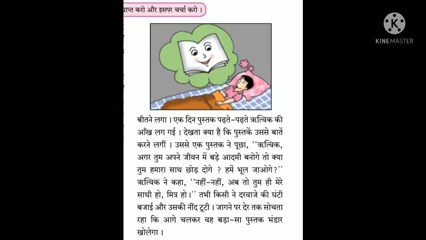 प्राप्त करो और इसपर चर्चा करो ।
KINEMASTER
बीतने लगा । एक दिन पुस्तक पढ़ते-पढ़ते ऋत्विक की
आँख लग गई । देखता क्या है कि पुस्तकें उससे बातें
करने लगीं । उससे एक पुस्तक ने पूछा, ‘‘ऋत्विक,
अगर तुम अपने जीवन में बड़े आदमी बनोगे तो क्या
तुम हमारा साथ छोड़ दोगे ? हमें भूल जाओगे?’’
ऋत्विक ने कहा, ‘‘नहीं-नहीं, अब तो तुम ही मेरे
साथी हो, मित्र हो ।’’ तभी किसी ने दरवाजे की घंटी
बजाई और उसकी नींद टूटी । जागने पर देर तक सोचता
रहा कि आगे चलकर वह बड़ा-सा पुस्तक भंडार
खोलेगा ।